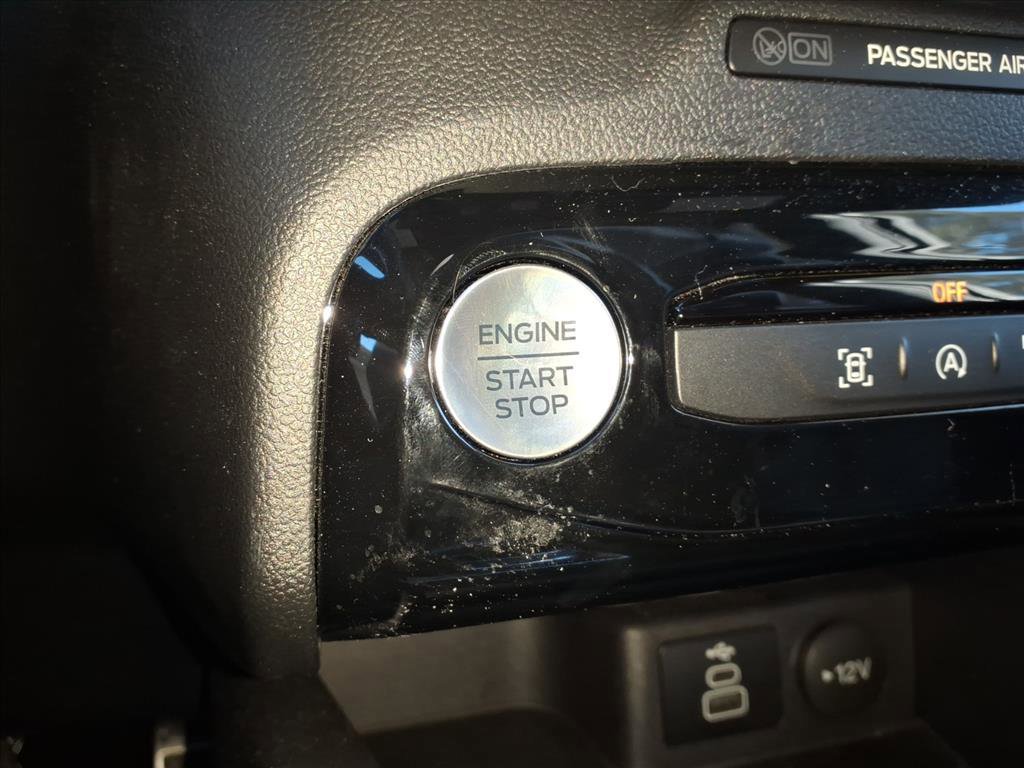 ON PASSENGER AIR
OFF
ENGINE
START
STOP
A
12V